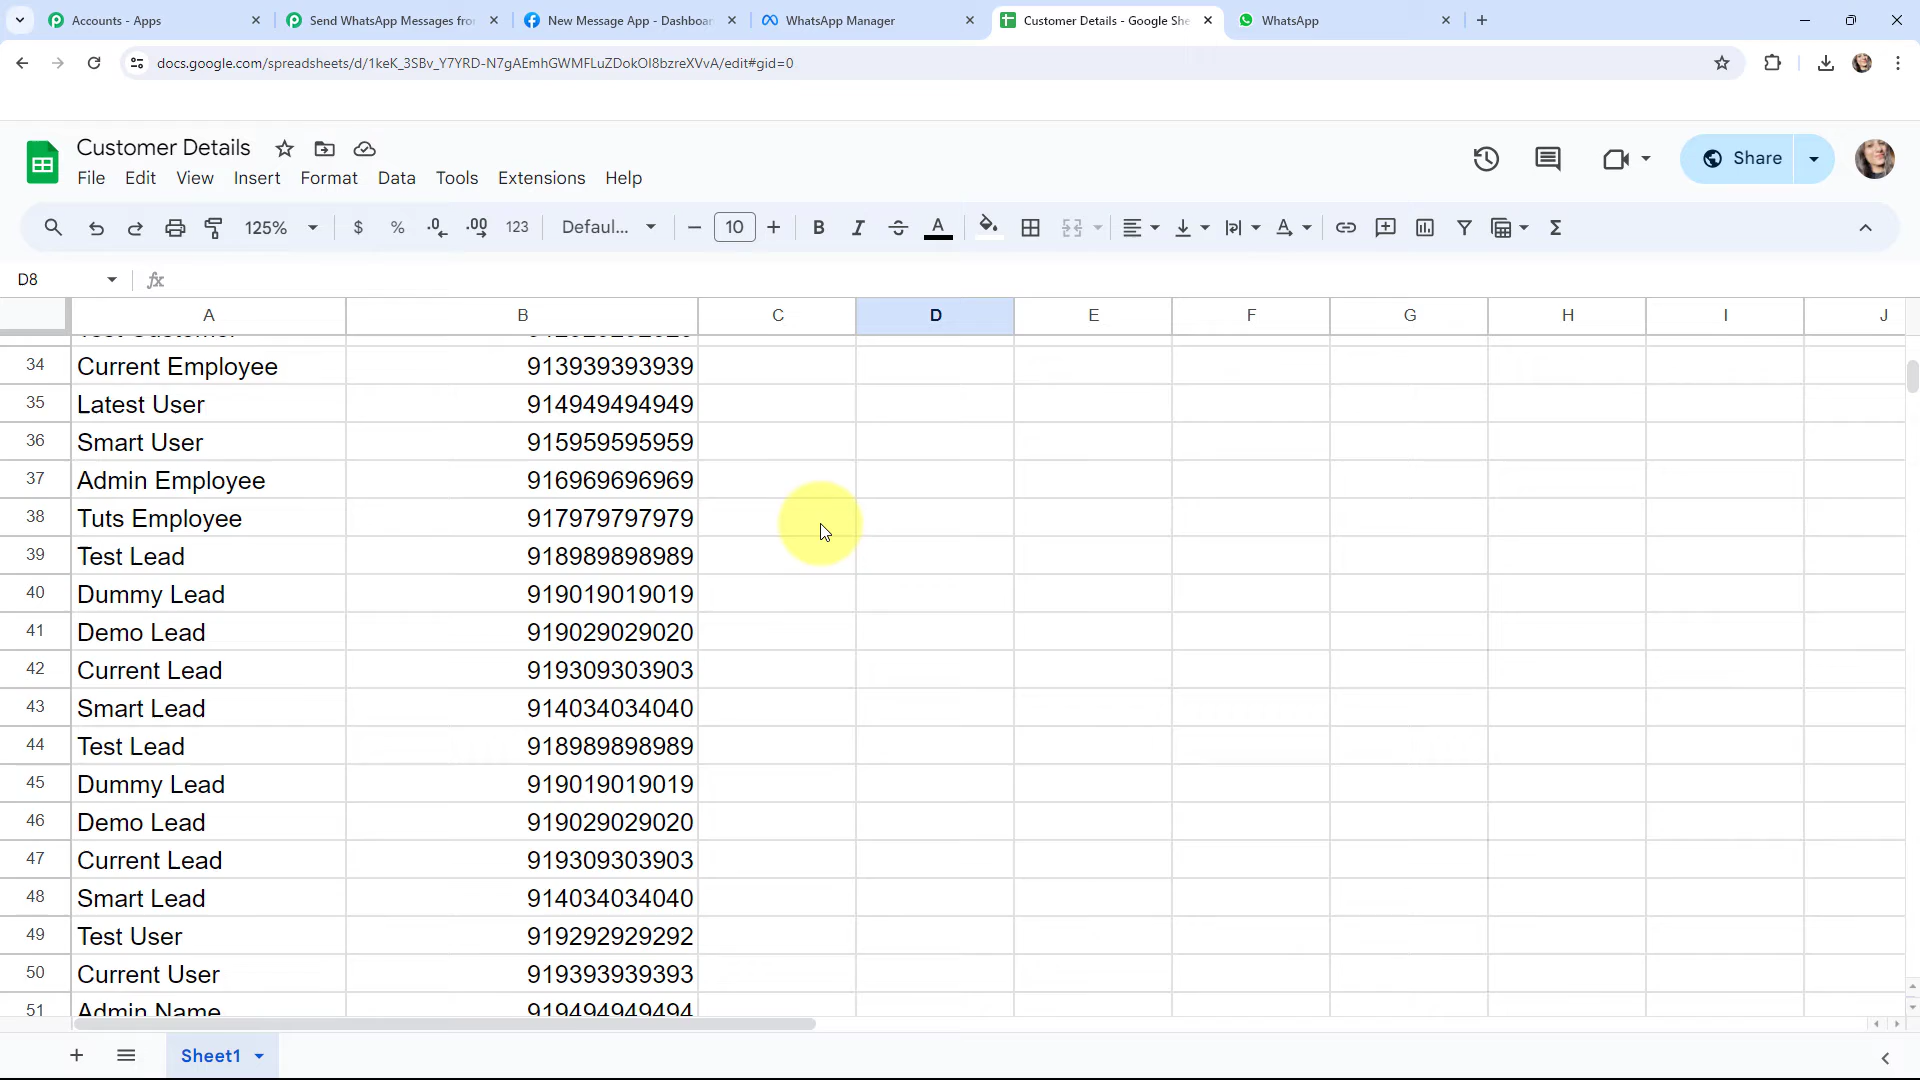 Accounts - Apps
Send WhatsApp Messages fro
New Message App - Dashboar
WhatsApp Manager
Customer Details - Google She
WhatsApp
docs.google.com/spreadsheets/d/1keK_3SBv_Y7YRD-N7gAEmhGWMFLuZDokOI8bzreXVvA/edit#gid=0
Customer Details
File Edit View Insert Format Data Tools Extensions Help
Share
125% $ % .0 .00 123 Defaul... 10 B I A
D8 fx
A B C D E F G H I J
34 Current Employee 913939393939
35 Latest User 914949494949
36 Smart User 915959595959
37 Admin Employee 916969696969
38 Tuts Employee 917979797979
39 Test Lead 918989898989
40 Dummy Lead 919019019019
41 Demo Lead 919029029020
42 Current Lead 919309303903
43 Smart Lead 914034034040
44 Test Lead 918989898989
45 Dummy Lead 919019019019
46 Demo Lead 919029029020
47 Current Lead 919309303903
48 Smart Lead 914034034040
49 Test User 919292929292
50 Current User 919393939393
51 Admin Name 919494949494
Sheet1